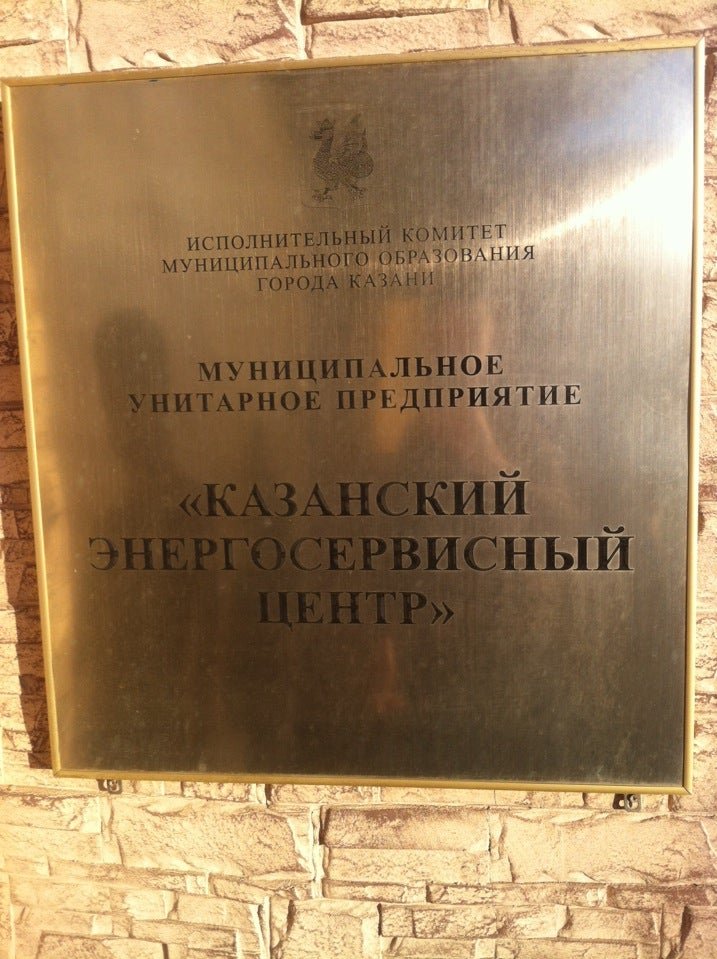 ИСПОЛНИТЕЛЬНЫЙ КОМИТЕТ
МУНИЦИПАЛЬНОГО ОБРАЗОВАНИЯ
ГОРОДА КАЗАНИ
МУНИЦИПАЛЬНОЕ
УНИТАРНОЕ ПРЕДПРИЯТИЕ
«КАЗАНСКИЙ
ЭНЕРГОСЕРВИСНЫЙ
ЦЕНТР»